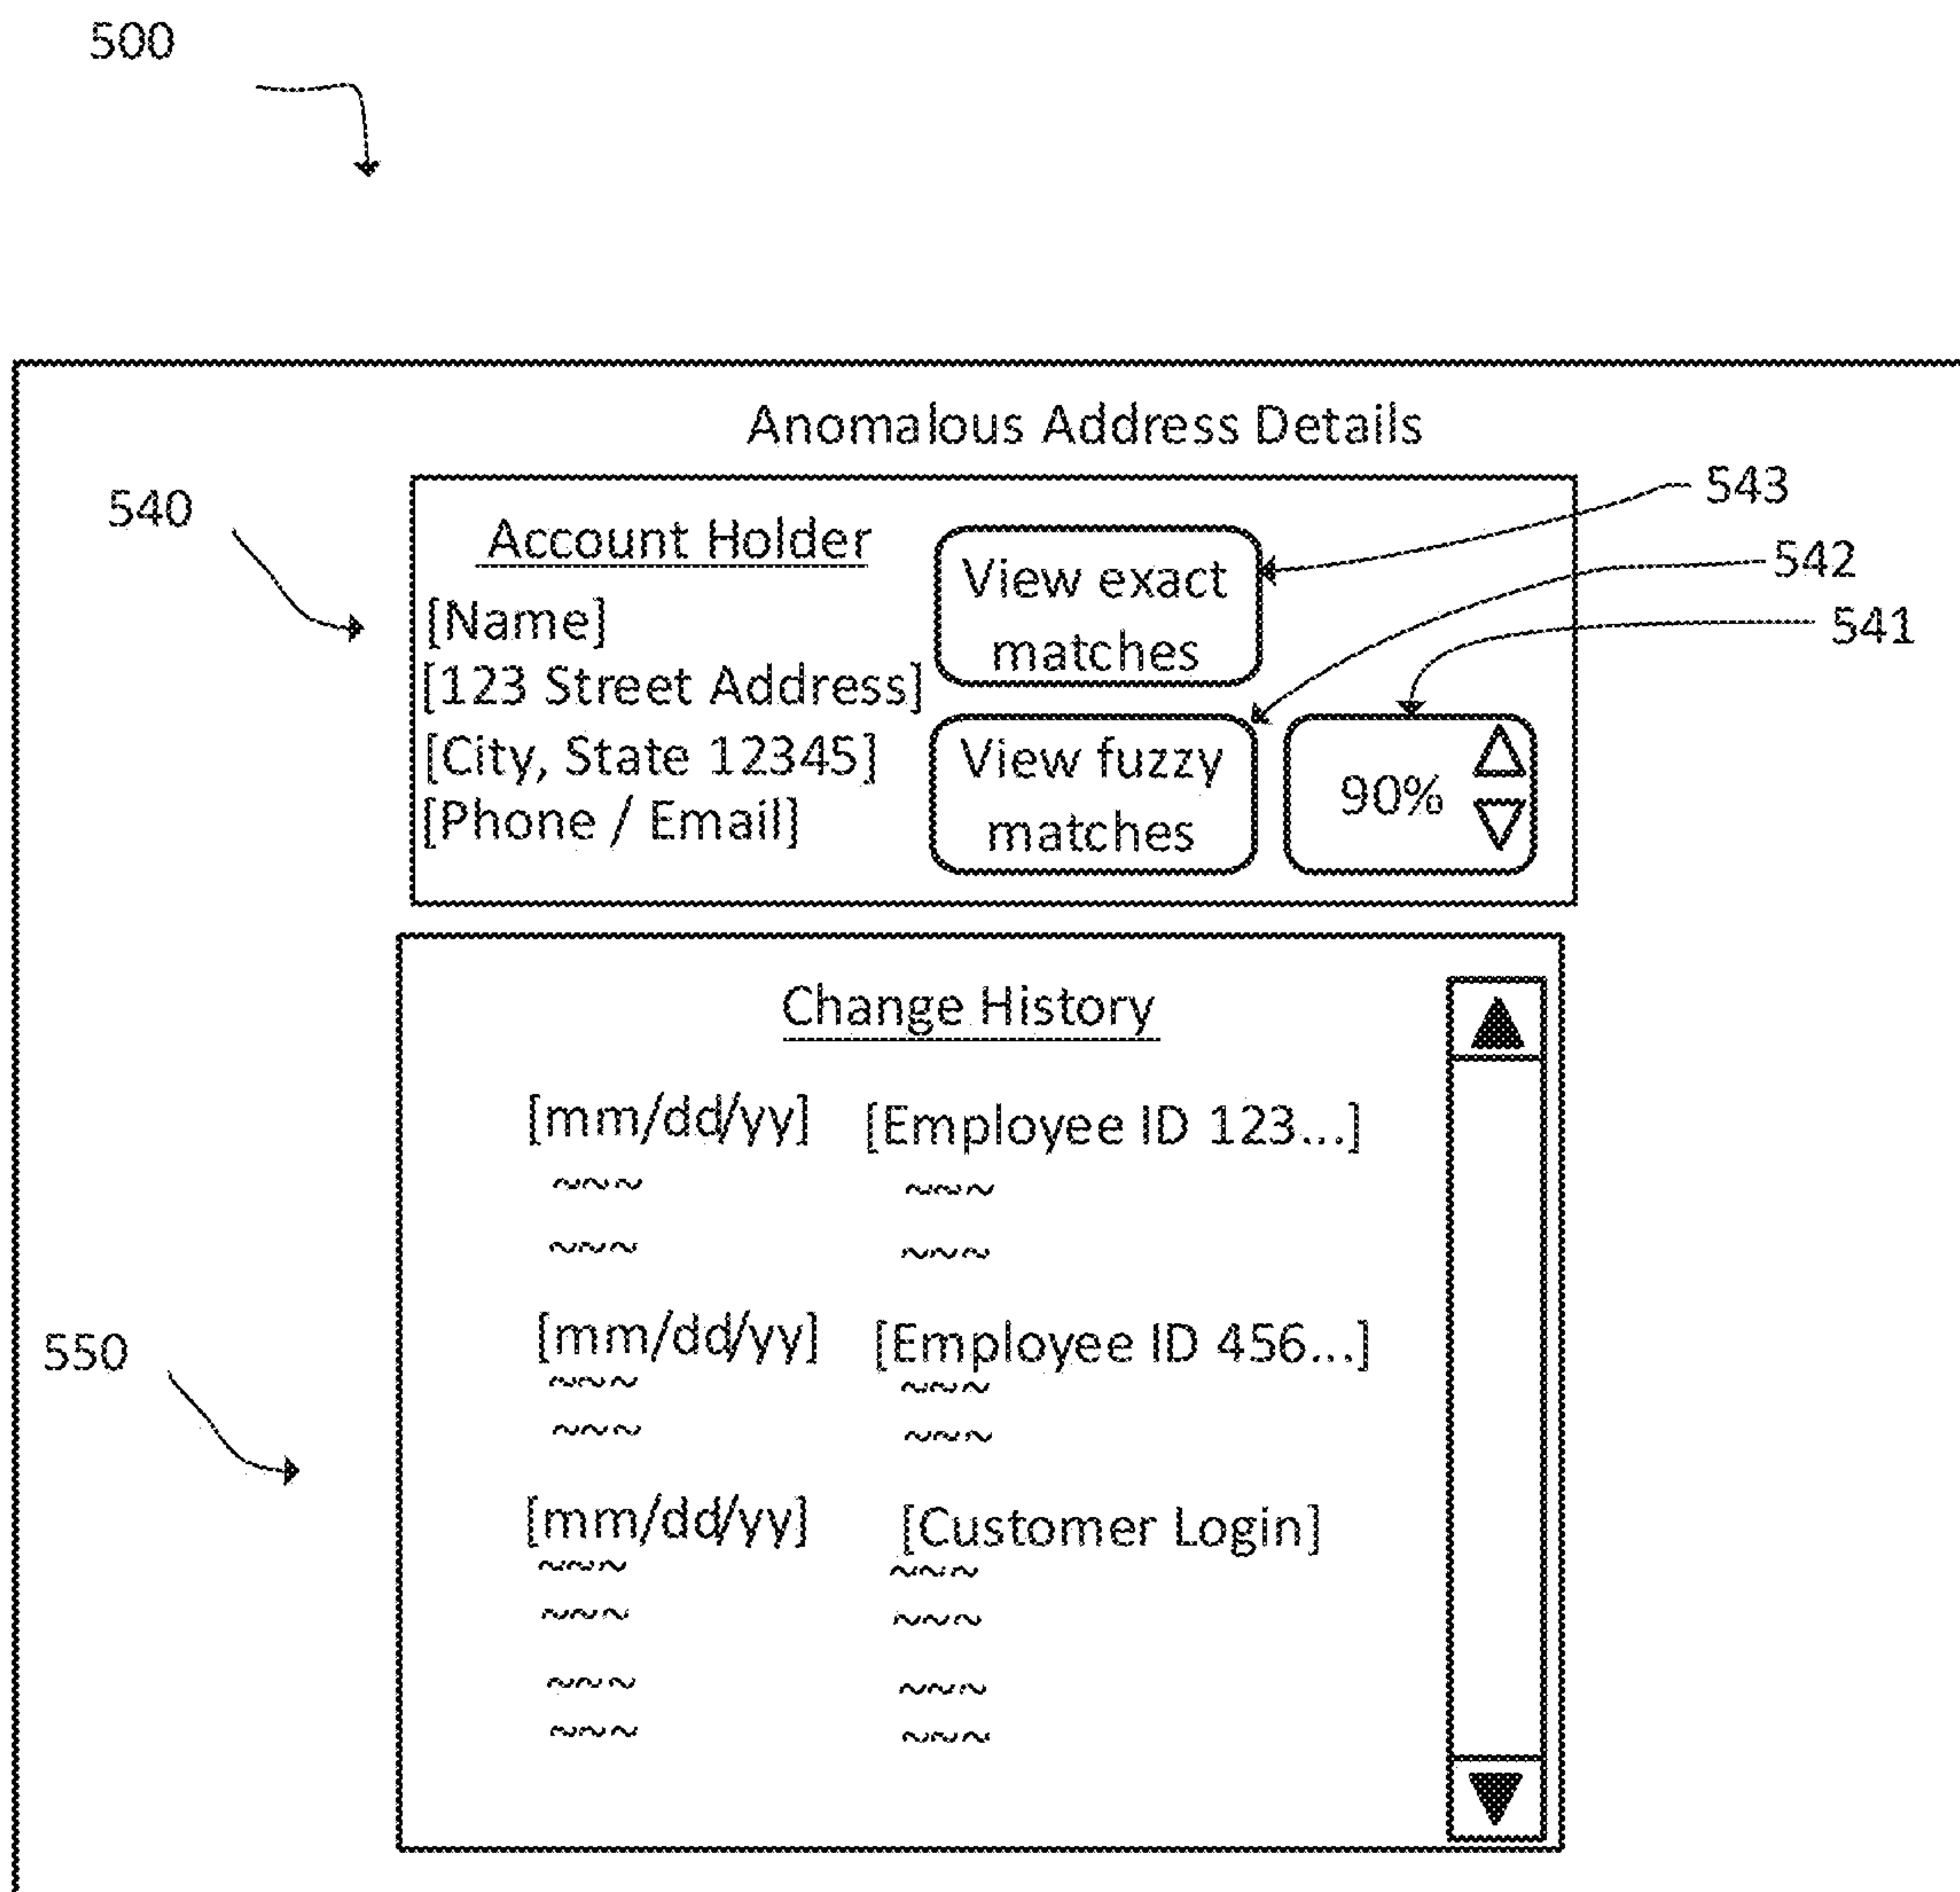 500
Anomalous Address Details
540
Account Holder
[Name]
[123 Street Address]
[City, State 12345]
[Phone / Email]
View exact
matches
View fuzzy
matches
90%
543
542
541
Change History
[mm/dd/yy] [Employee ID 123...]
~~~ ~~~
~~~ ~~~
[mm/dd/yy] [Employee ID 456...]
~~~ ~~~
~~~ ~~~
550
[mm/dd/yy] [Customer Login]
~~~ ~~~
~~~ ~~~
~~~ ~~~
~~~ ~~~